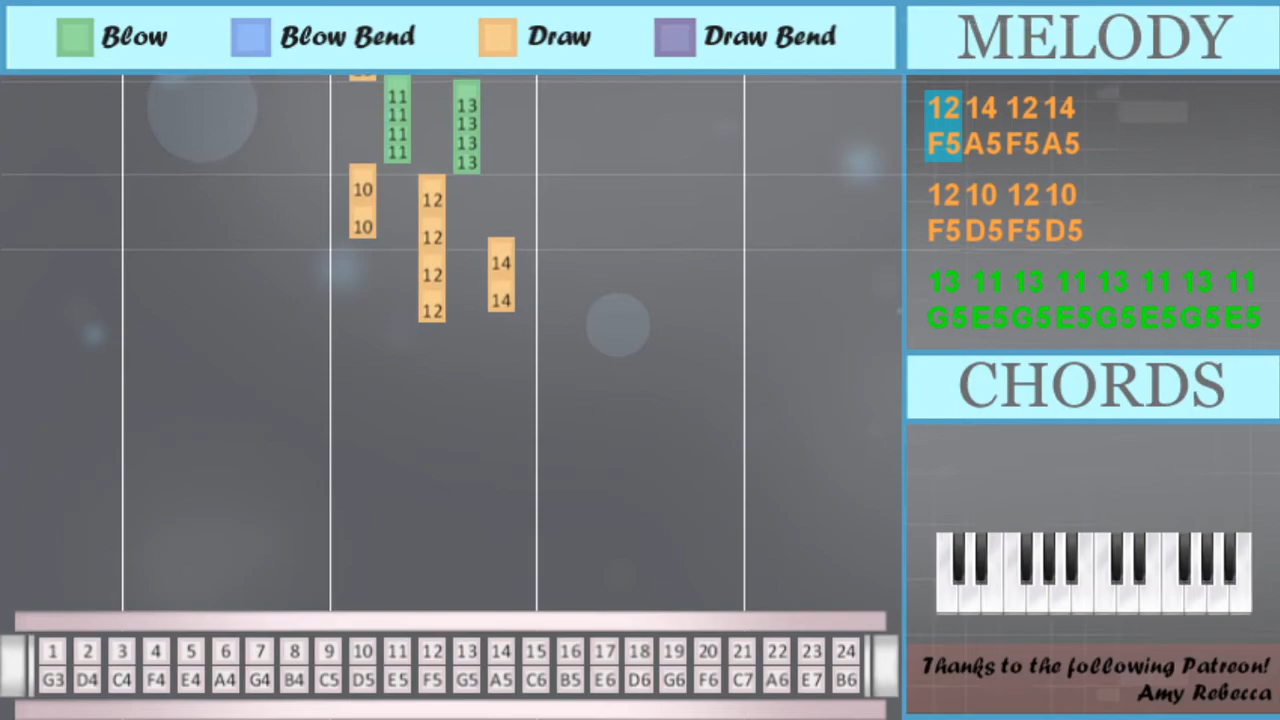 Blow Blow Bend Draw Draw Bend
MELODY
12 14 12 14
F5 A5 F5 A5
12 10 12 10
F5 D5 F5 D5
13 11 13 11 13 11 13 11
G5 E5 G5 E5 G5 E5 G5 E5
CHORDS
11 13
11 13
11 13
11 13
10 12
10 12
12 14
12 14
1 2 3 4 5 6 7 8 9 10 11 12 13 14 15 16 17 18 19 20 21 22 23 24
G3 D4 C4 F4 E4 A4 G4 B4 C5 D5 E5 F5 G5 A5 C6 B5 E6 D6 G6 F6 C7 A6 E7 B6
Thanks to the following Patreon!
Amy Rebecca